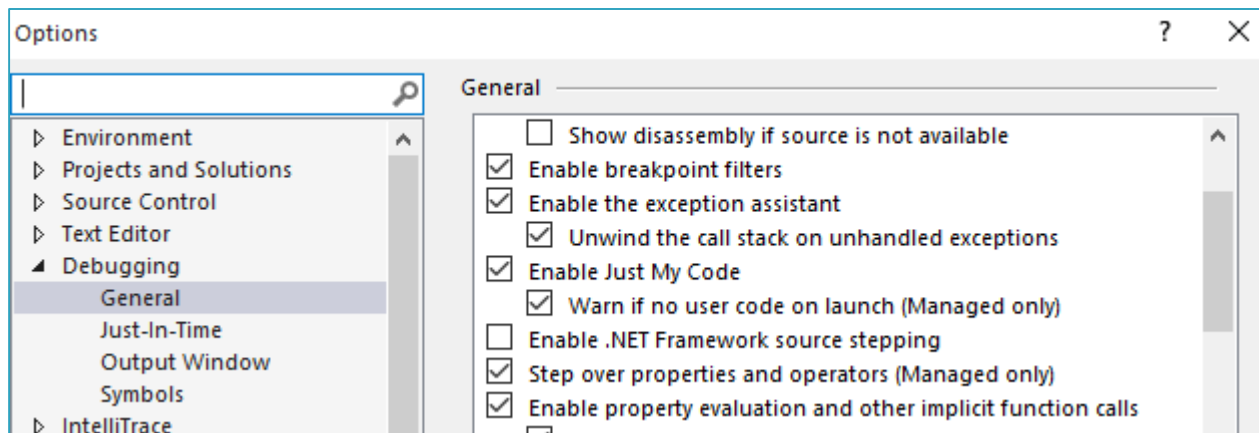 Options
?
General
Environment
Projects and Solutions
Source Control
Text Editor
Debugging
General
Just-In-Time
Output Window
Symbols
IntelliTrace
Show disassembly if source is not available
Enable breakpoint filters
Enable the exception assistant
Unwind the call stack on unhandled exceptions
Enable Just My Code
Warn if no user code on launch (Managed only)
Enable .NET Framework source stepping
Step over properties and operators (Managed only)
Enable property evaluation and other implicit function calls